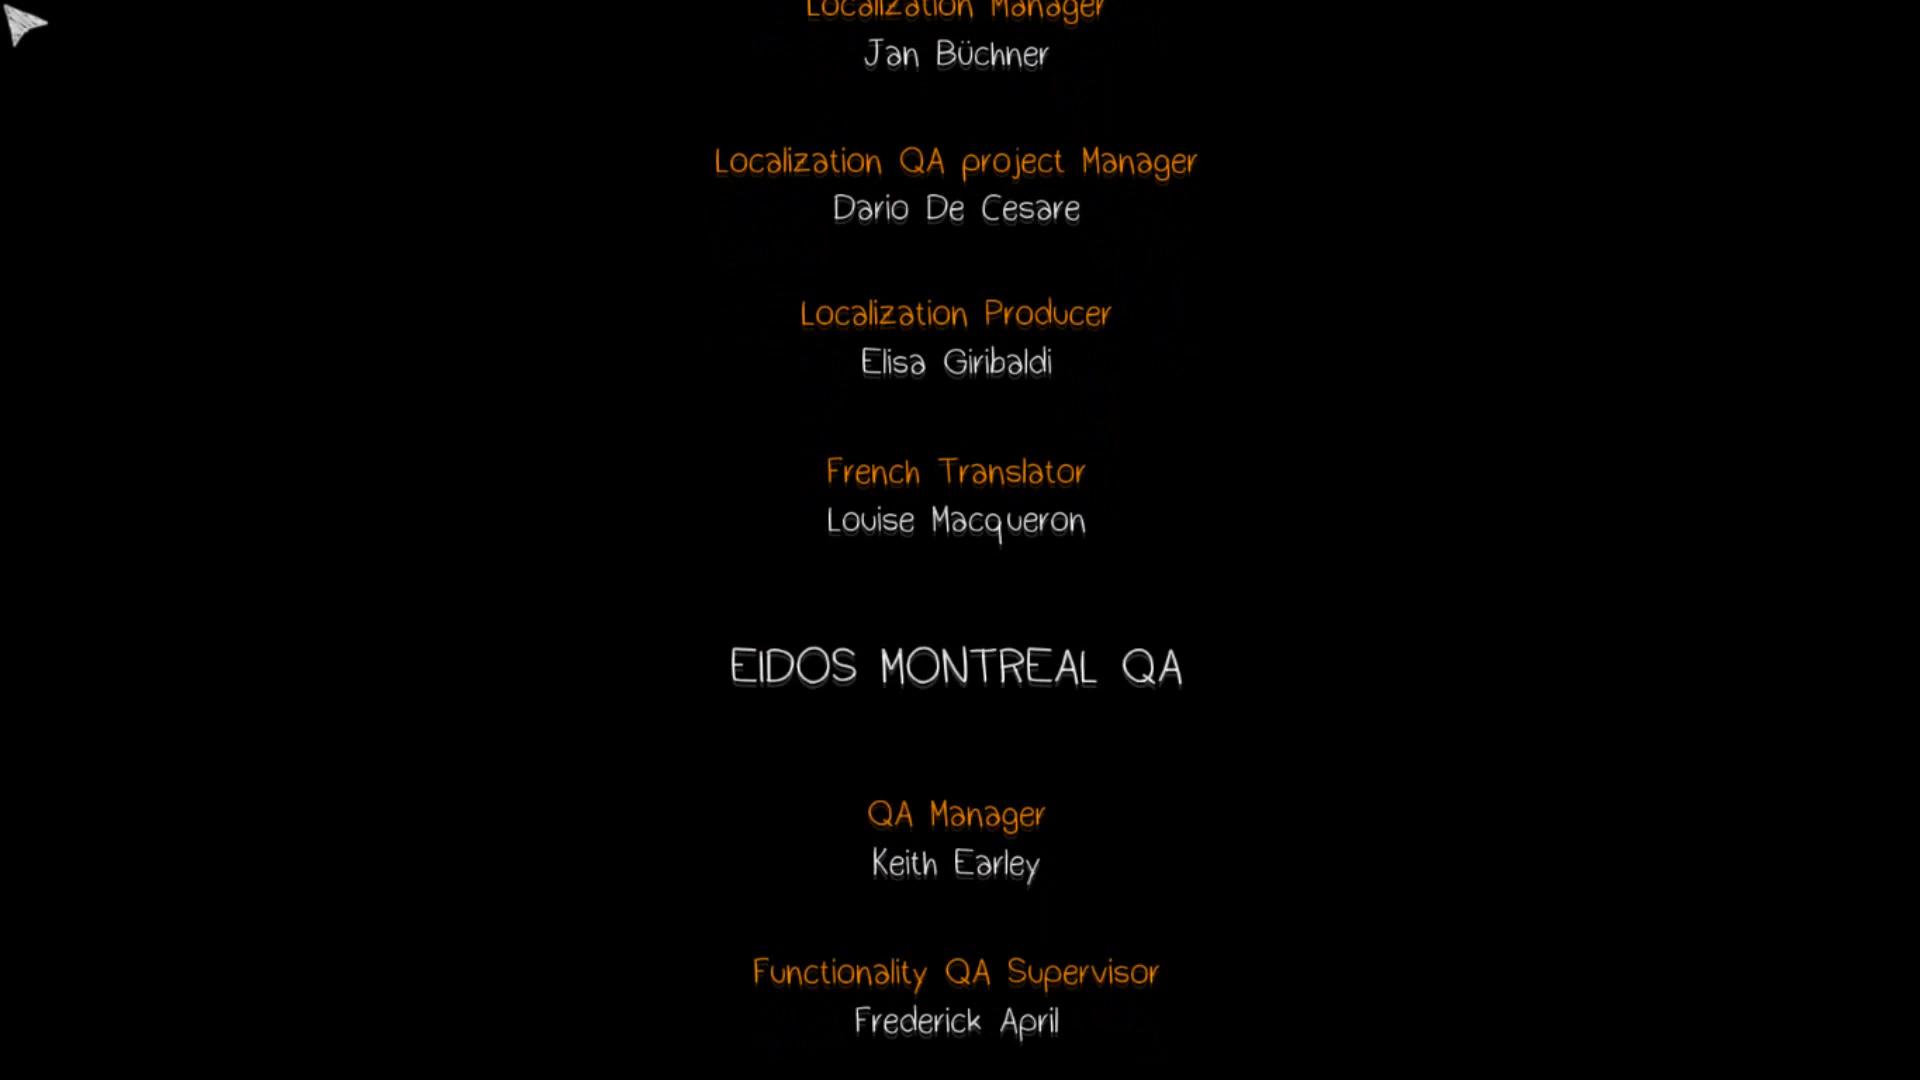 Localization Manager
Jan Büchner
Localization QA project Manager
Dario De Cesare
Localization Producer
Elisa Giribaldi
French Translator
Louise Macqueron
EIDOS MONTREAL QA
QA Manager
Keith Earley
Functionality QA Supervisor
Frederick April